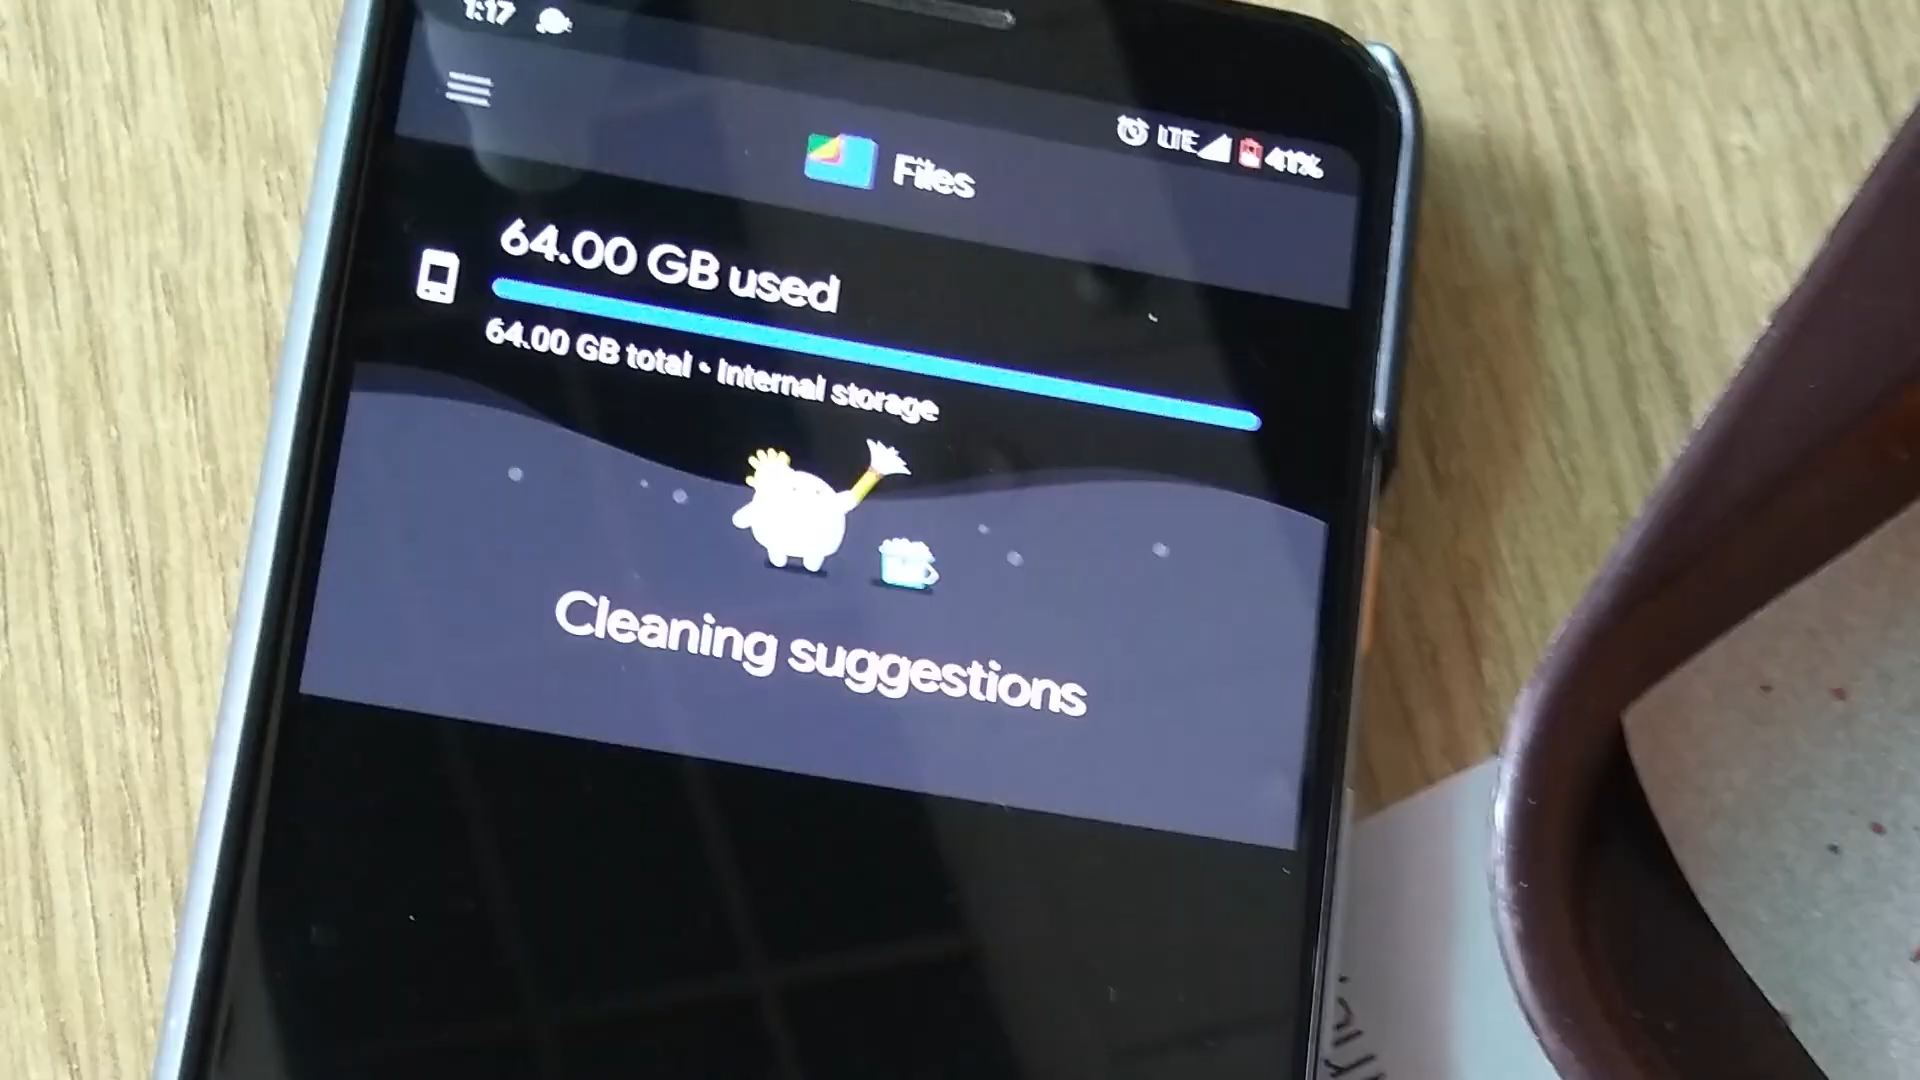 1:17
LTE 41%
Files
64.00 GB used
64.00 GB total • Internal storage
Cleaning suggestions